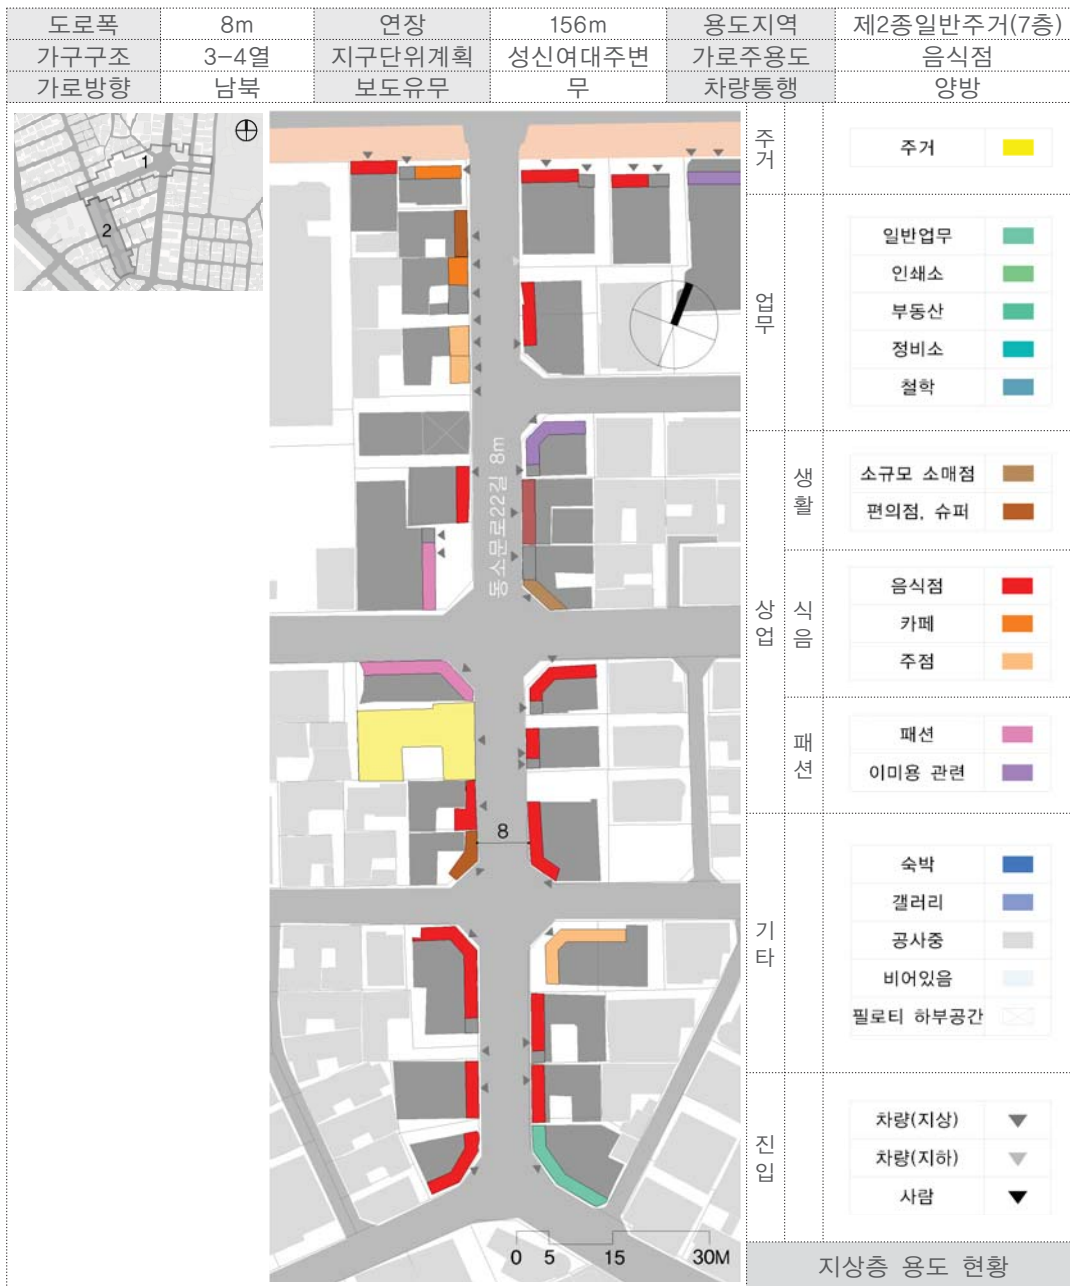 도로폭 8m 연장 156m 용도지역 제2종일반주거(7층)
가구구조 3-4열 지구단위계획 성신여대주변 가로주용도 음식점
가로방향 남북 보도유무 무 차량통행 양방
1
2
동소문로22길 8m
8
0 5 15 30M
주거
주거
업무
일반업무
인쇄소
부동산
정비소
철학
상업
생활
소규모 소매점
편의점, 슈퍼
식음
음식점
카페
주점
패션
패션
이미용 관련
기타
숙박
갤러리
공사중
비어있음
필로티 하부공간
진입
차량(지상)
차량(지하)
사람
지상층 용도 현황